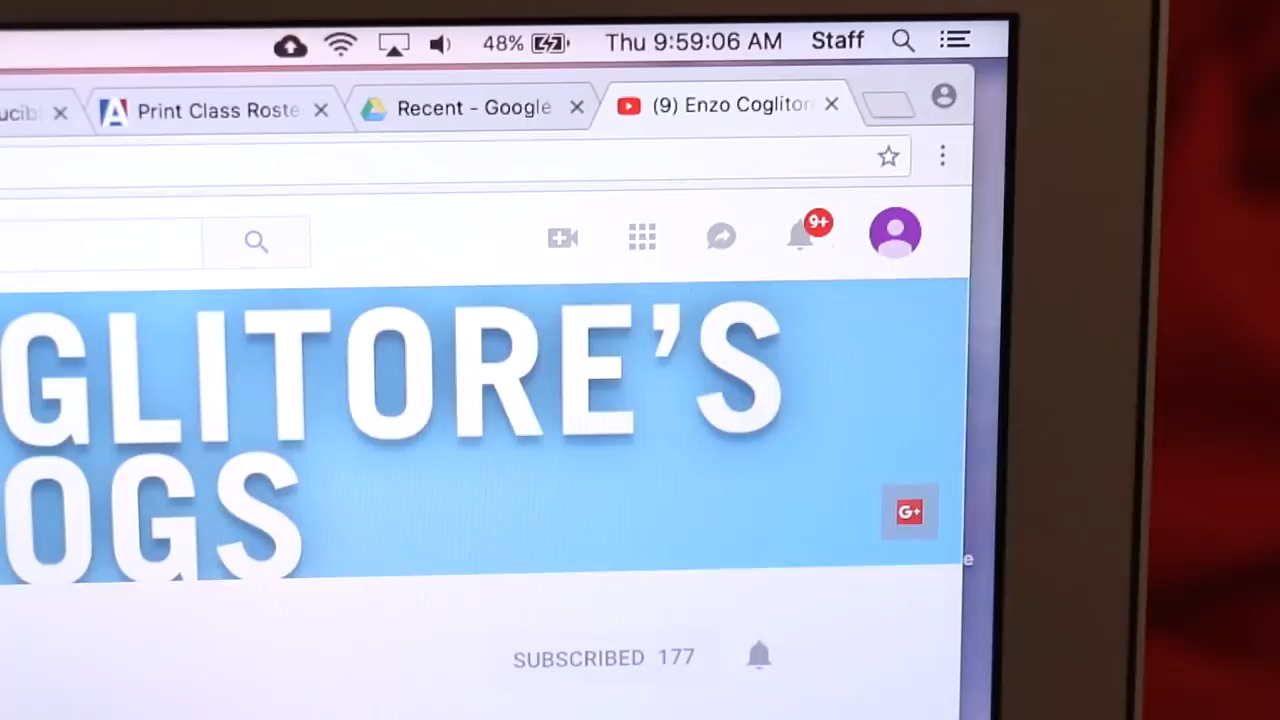 48% Thu 9:59:06 AM Staff
ucib Print Class Roste Recent - Google (9) Enzo Coglitor
9+
GLITORE'S
OGS
G+
e
SUBSCRIBED 177